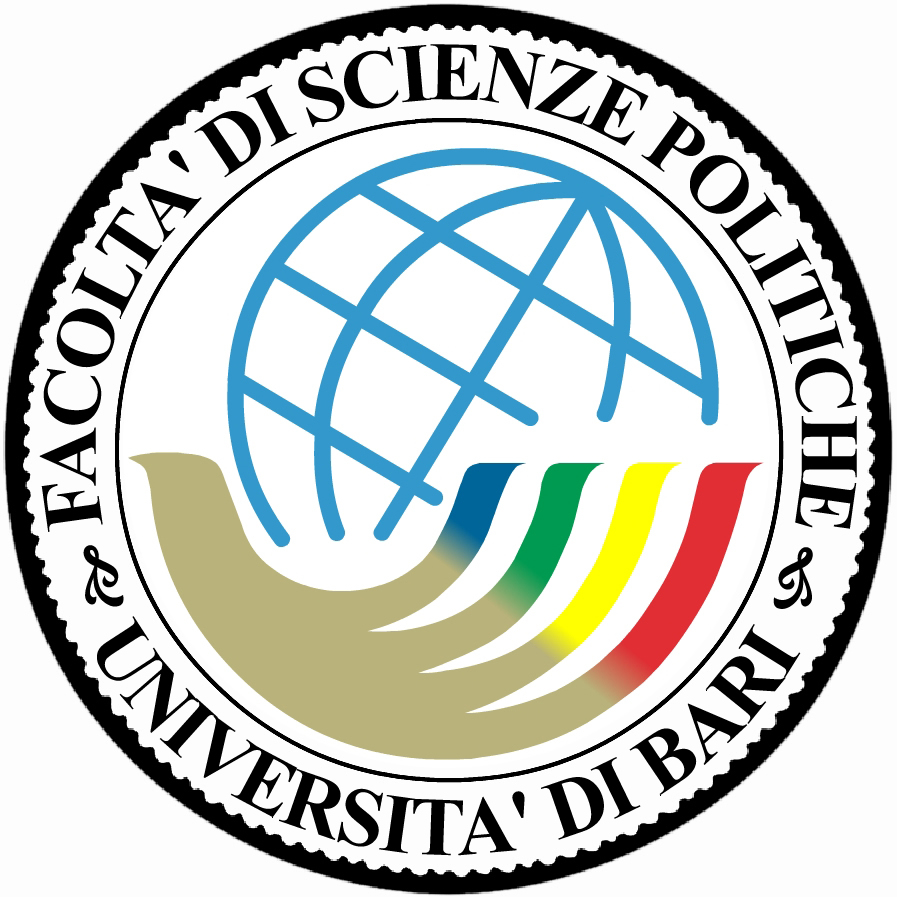 FACOLTA' DI SCIENZE POLITICHE
UNIVERSITA' DI BARI